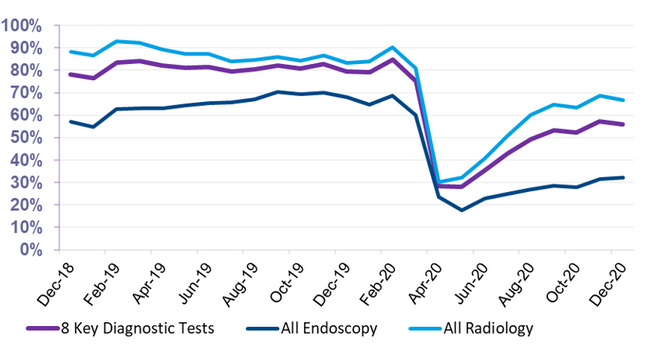 100%
90%
80%
70%
60%
50%
40%
30%
20%
10%
0%
Dec-18
Feb-19
Apr-19
Jun-19
Aug-19
Oct-19
Dec-19
Feb-20
Apr-20
Jun-20
Aug-20
Oct-20
Dec-20
8 Key Diagnostic Tests
All Endoscopy
All Radiology